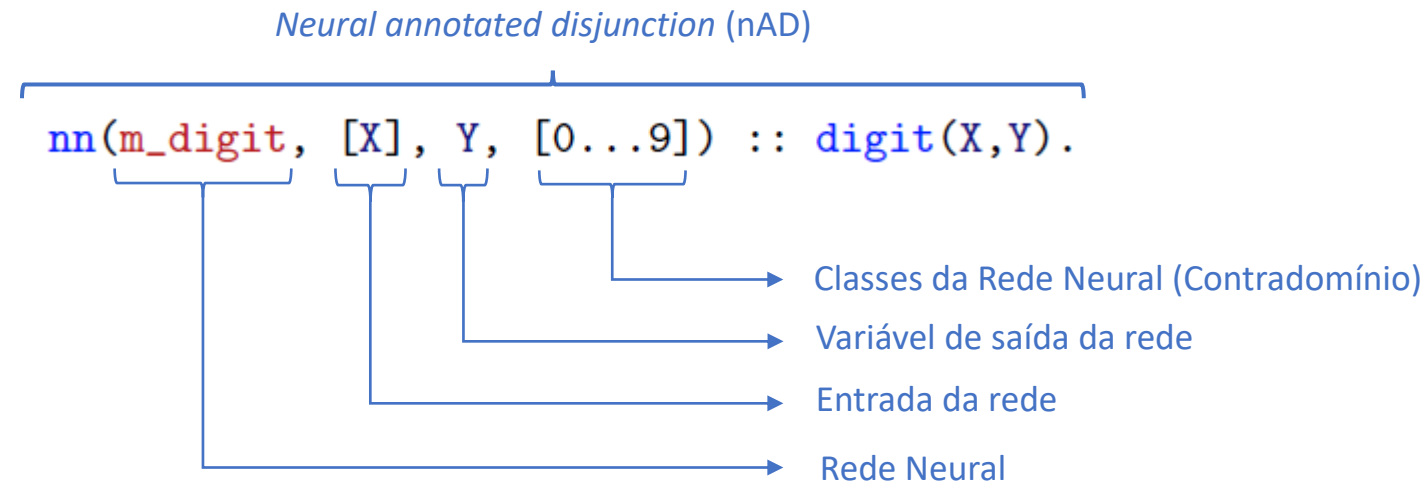 Neural annotated disjunction (nAD)
nn(m_digit, [X], Y, [0...9]) :: digit(X,Y).
Classes da Rede Neural (Contradomínio)
Variável de saída da rede
Entrada da rede
Rede Neural